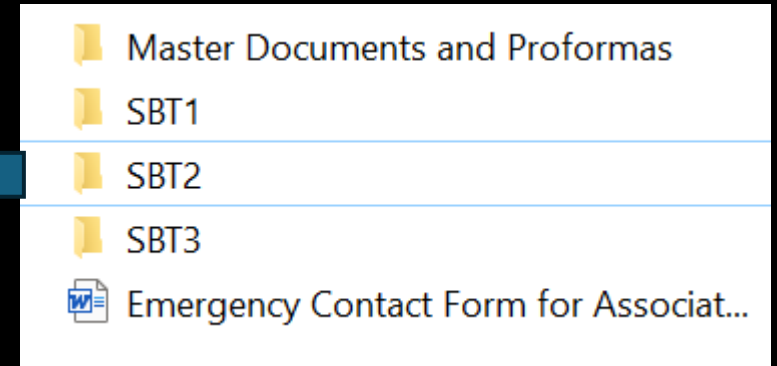 Master Documents and Proformas
SBT1
SBT2
SBT3
Emergency Contact Form for Associat...